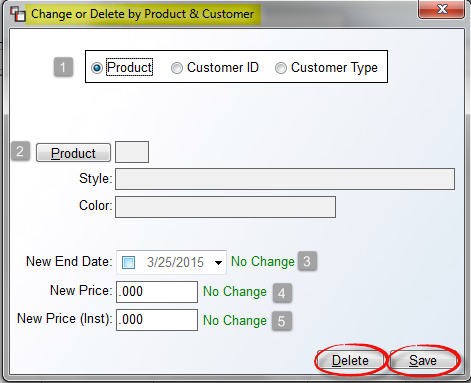 Change or Delete by Product & Customer
1 Product Customer ID Customer Type
2 Product
Style:
Color:
New End Date: 3/25/2015 No Change 3
New Price: .000 No Change 4
New Price (Inst): .000 No Change 5
Delete Save